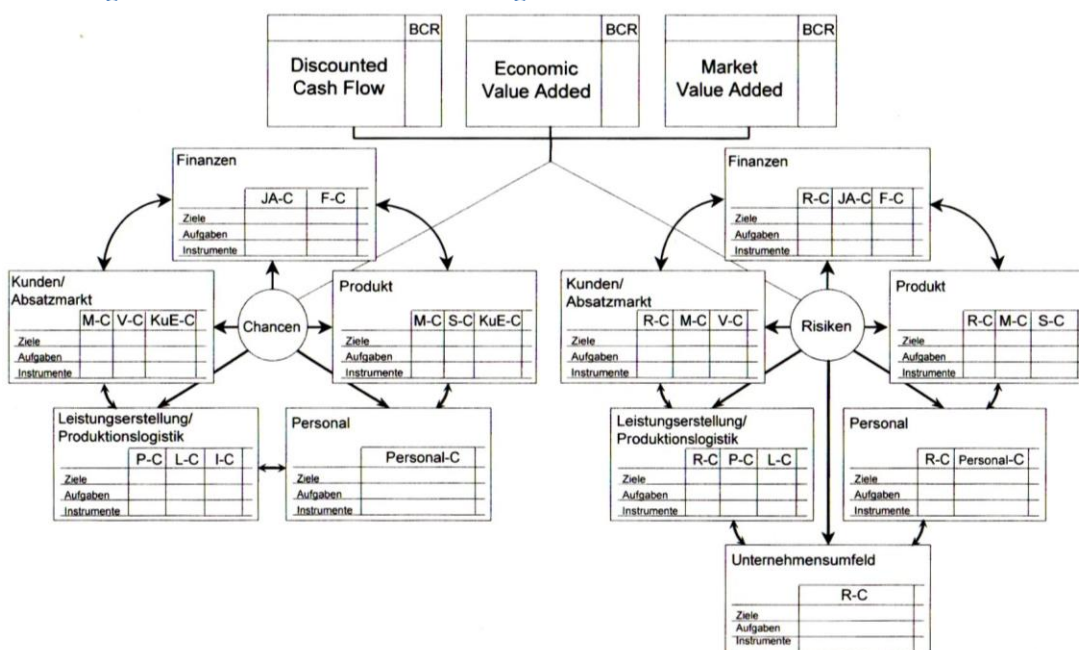 BCR
Discounted
Cash Flow
BCR
Economic
Value Added
BCR
Market
Value Added
Finanzen
JA-C F-C
Ziele
Aufgaben
Instrumente
Kunden/
Absatzmarkt
M-C V-C KuE-C
Ziele
Aufgaben
Instrumente
Chancen
Produkt
M-C S-C KuE-C
Ziele
Aufgaben
Instrumente
Leistungserstellung/
Produktionslogistik
P-C L-C I-C
Ziele
Aufgaben
Instrumente
Personal
Personal-C
Ziele
Aufgaben
Instrumente
Finanzen
R-C JA-C F-C
Ziele
Aufgaben
Instrumente
Kunden/
Absatzmarkt
R-C M-C V-C
Ziele
Aufgaben
Instrumente
Risiken
Produkt
R-C M-C S-C
Ziele
Aufgaben
Instrumente
Leistungserstellung/
Produktionslogistik
R-C P-C L-C
Ziele
Aufgaben
Instrumente
Personal
R-C Personal-C
Ziele
Aufgaben
Instrumente
Unternehmensumfeld
R-C
Ziele
Aufgaben
Instrumente